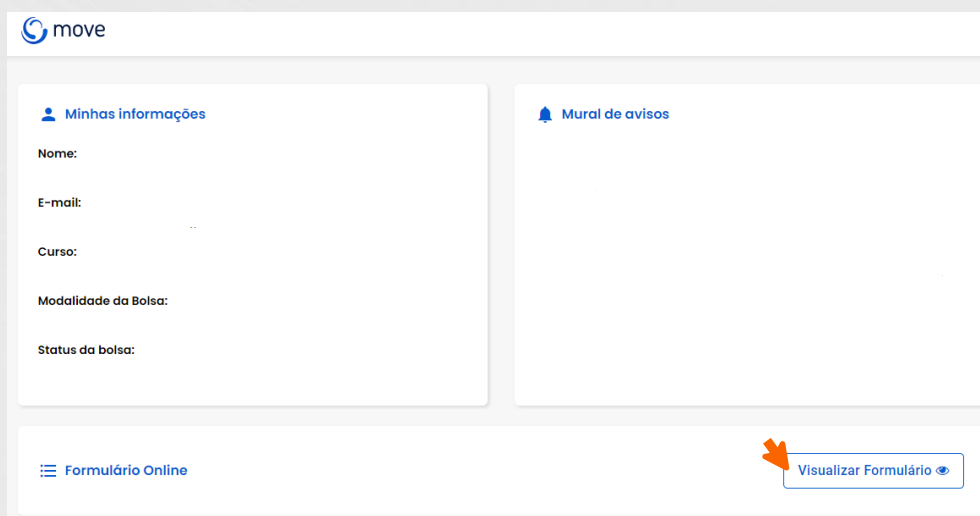 move
Minhas informações
Nome:
E-mail:
Curso:
Modalidade da Bolsa:
Status da bolsa:
Mural de avisos
Formulário Online
Visualizar Formulário